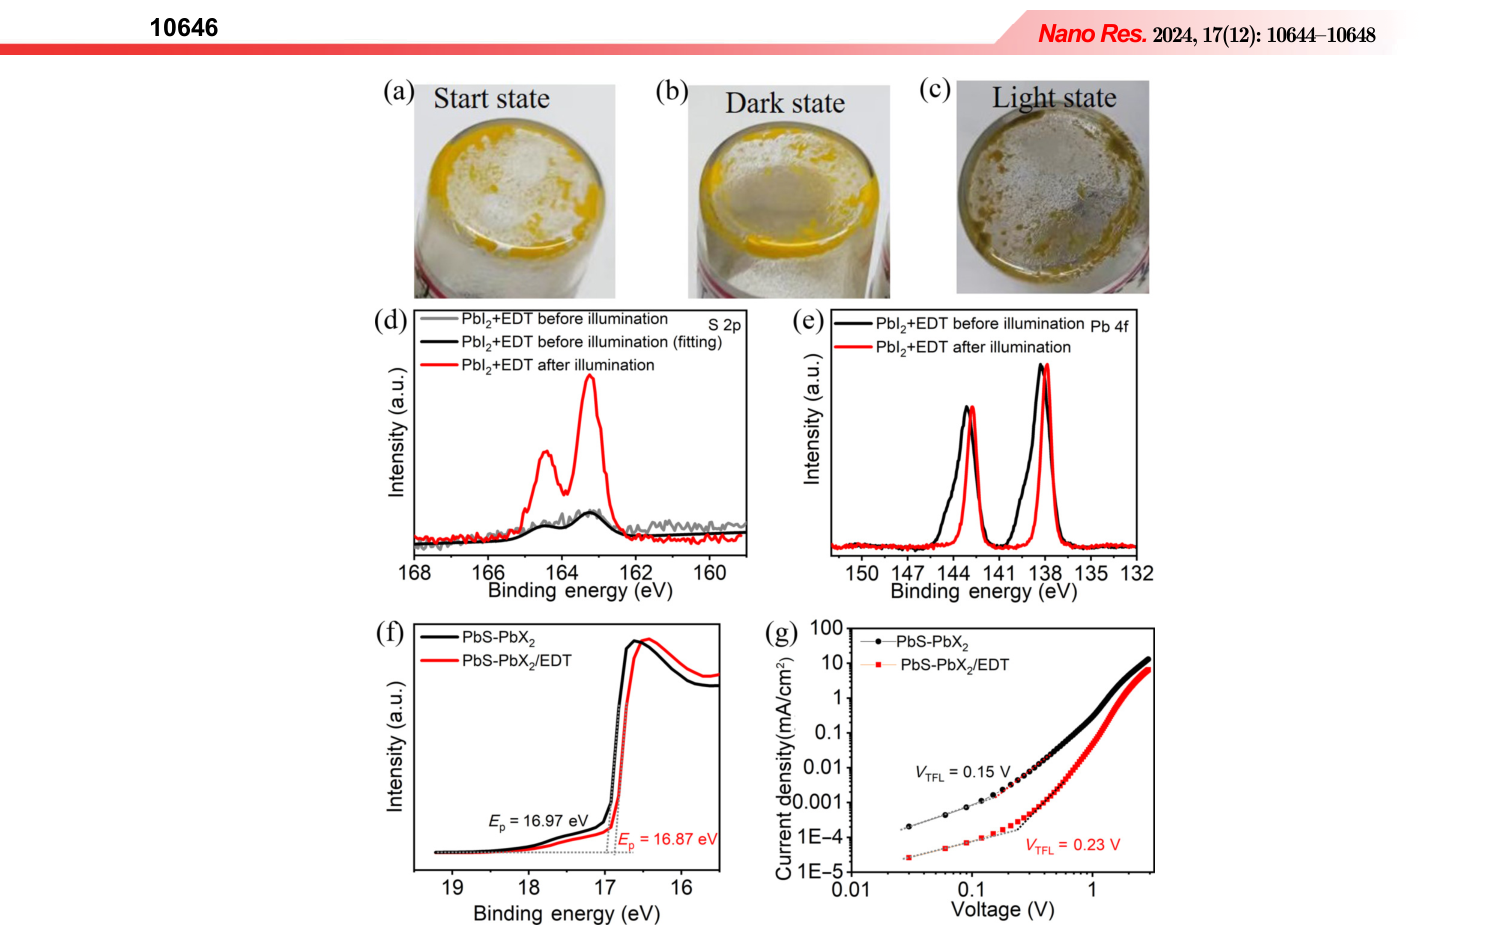 10646
Nano Res. 2024, 17(12): 10644–10648
(a) Start state
(b) Dark state
(c) Light state
(d)
PbI2+EDT before illumination
S 2p
PbI2+EDT before illumination (fitting)
PbI2+EDT after illumination
Intensity (a.u.)
168 166 164 162 160
Binding energy (eV)
(e)
PbI2+EDT before illumination Pb 4f
PbI2+EDT after illumination
Intensity (a.u.)
150 147 144 141 138 135 132
Binding energy (eV)
(f)
PbS-PbX2
PbS-PbX2/EDT
Intensity (a.u.)
Ep = 16.97 eV
Ep = 16.87 eV
19 18 17 16
Binding energy (eV)
(g)
PbS-PbX2
PbS-PbX2/EDT
Current density(mA/cm2)
100
10
1
0.1
0.01
0.001
1E−4
1E−5
VTFL = 0.15 V
VTFL = 0.23 V
0.01 0.1 1
Voltage (V)